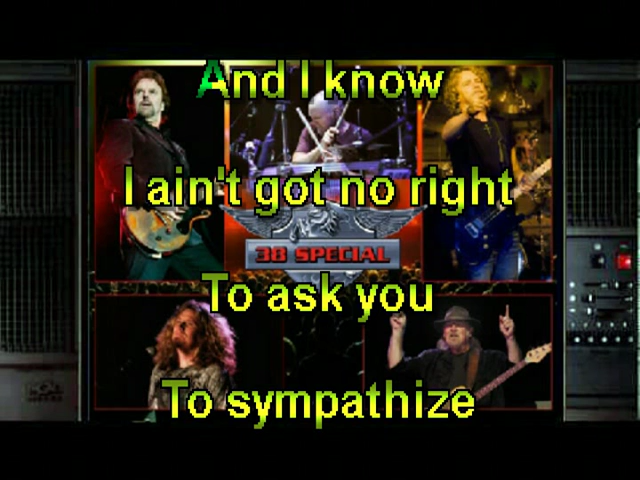 And I know
I ain't got no right
38 SPECIAL
To ask you
To sympathize